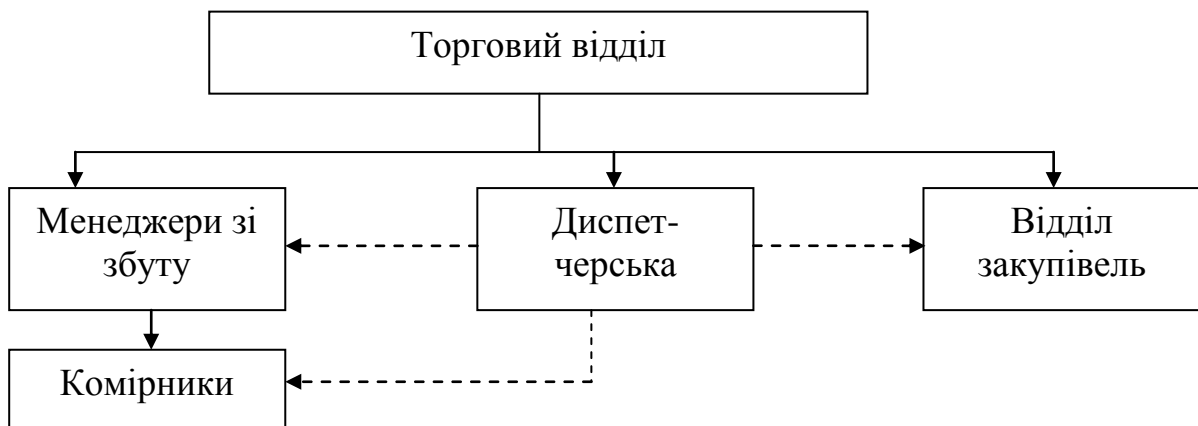 Торговий відділ
Менеджери зі
збуту
Диспет-
черська
Відділ
закупівель
Комірники